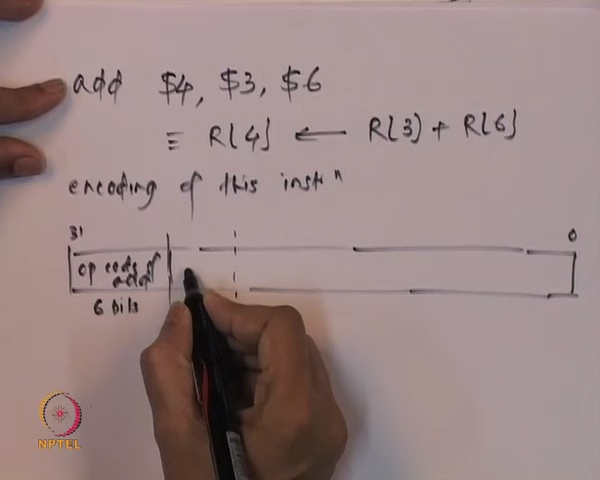 add $4, $3, $6
≡ R[4] ← R[3] + R[6]
encoding of this instⁿ
31 0
op code of
add
6 bits
NPTEL